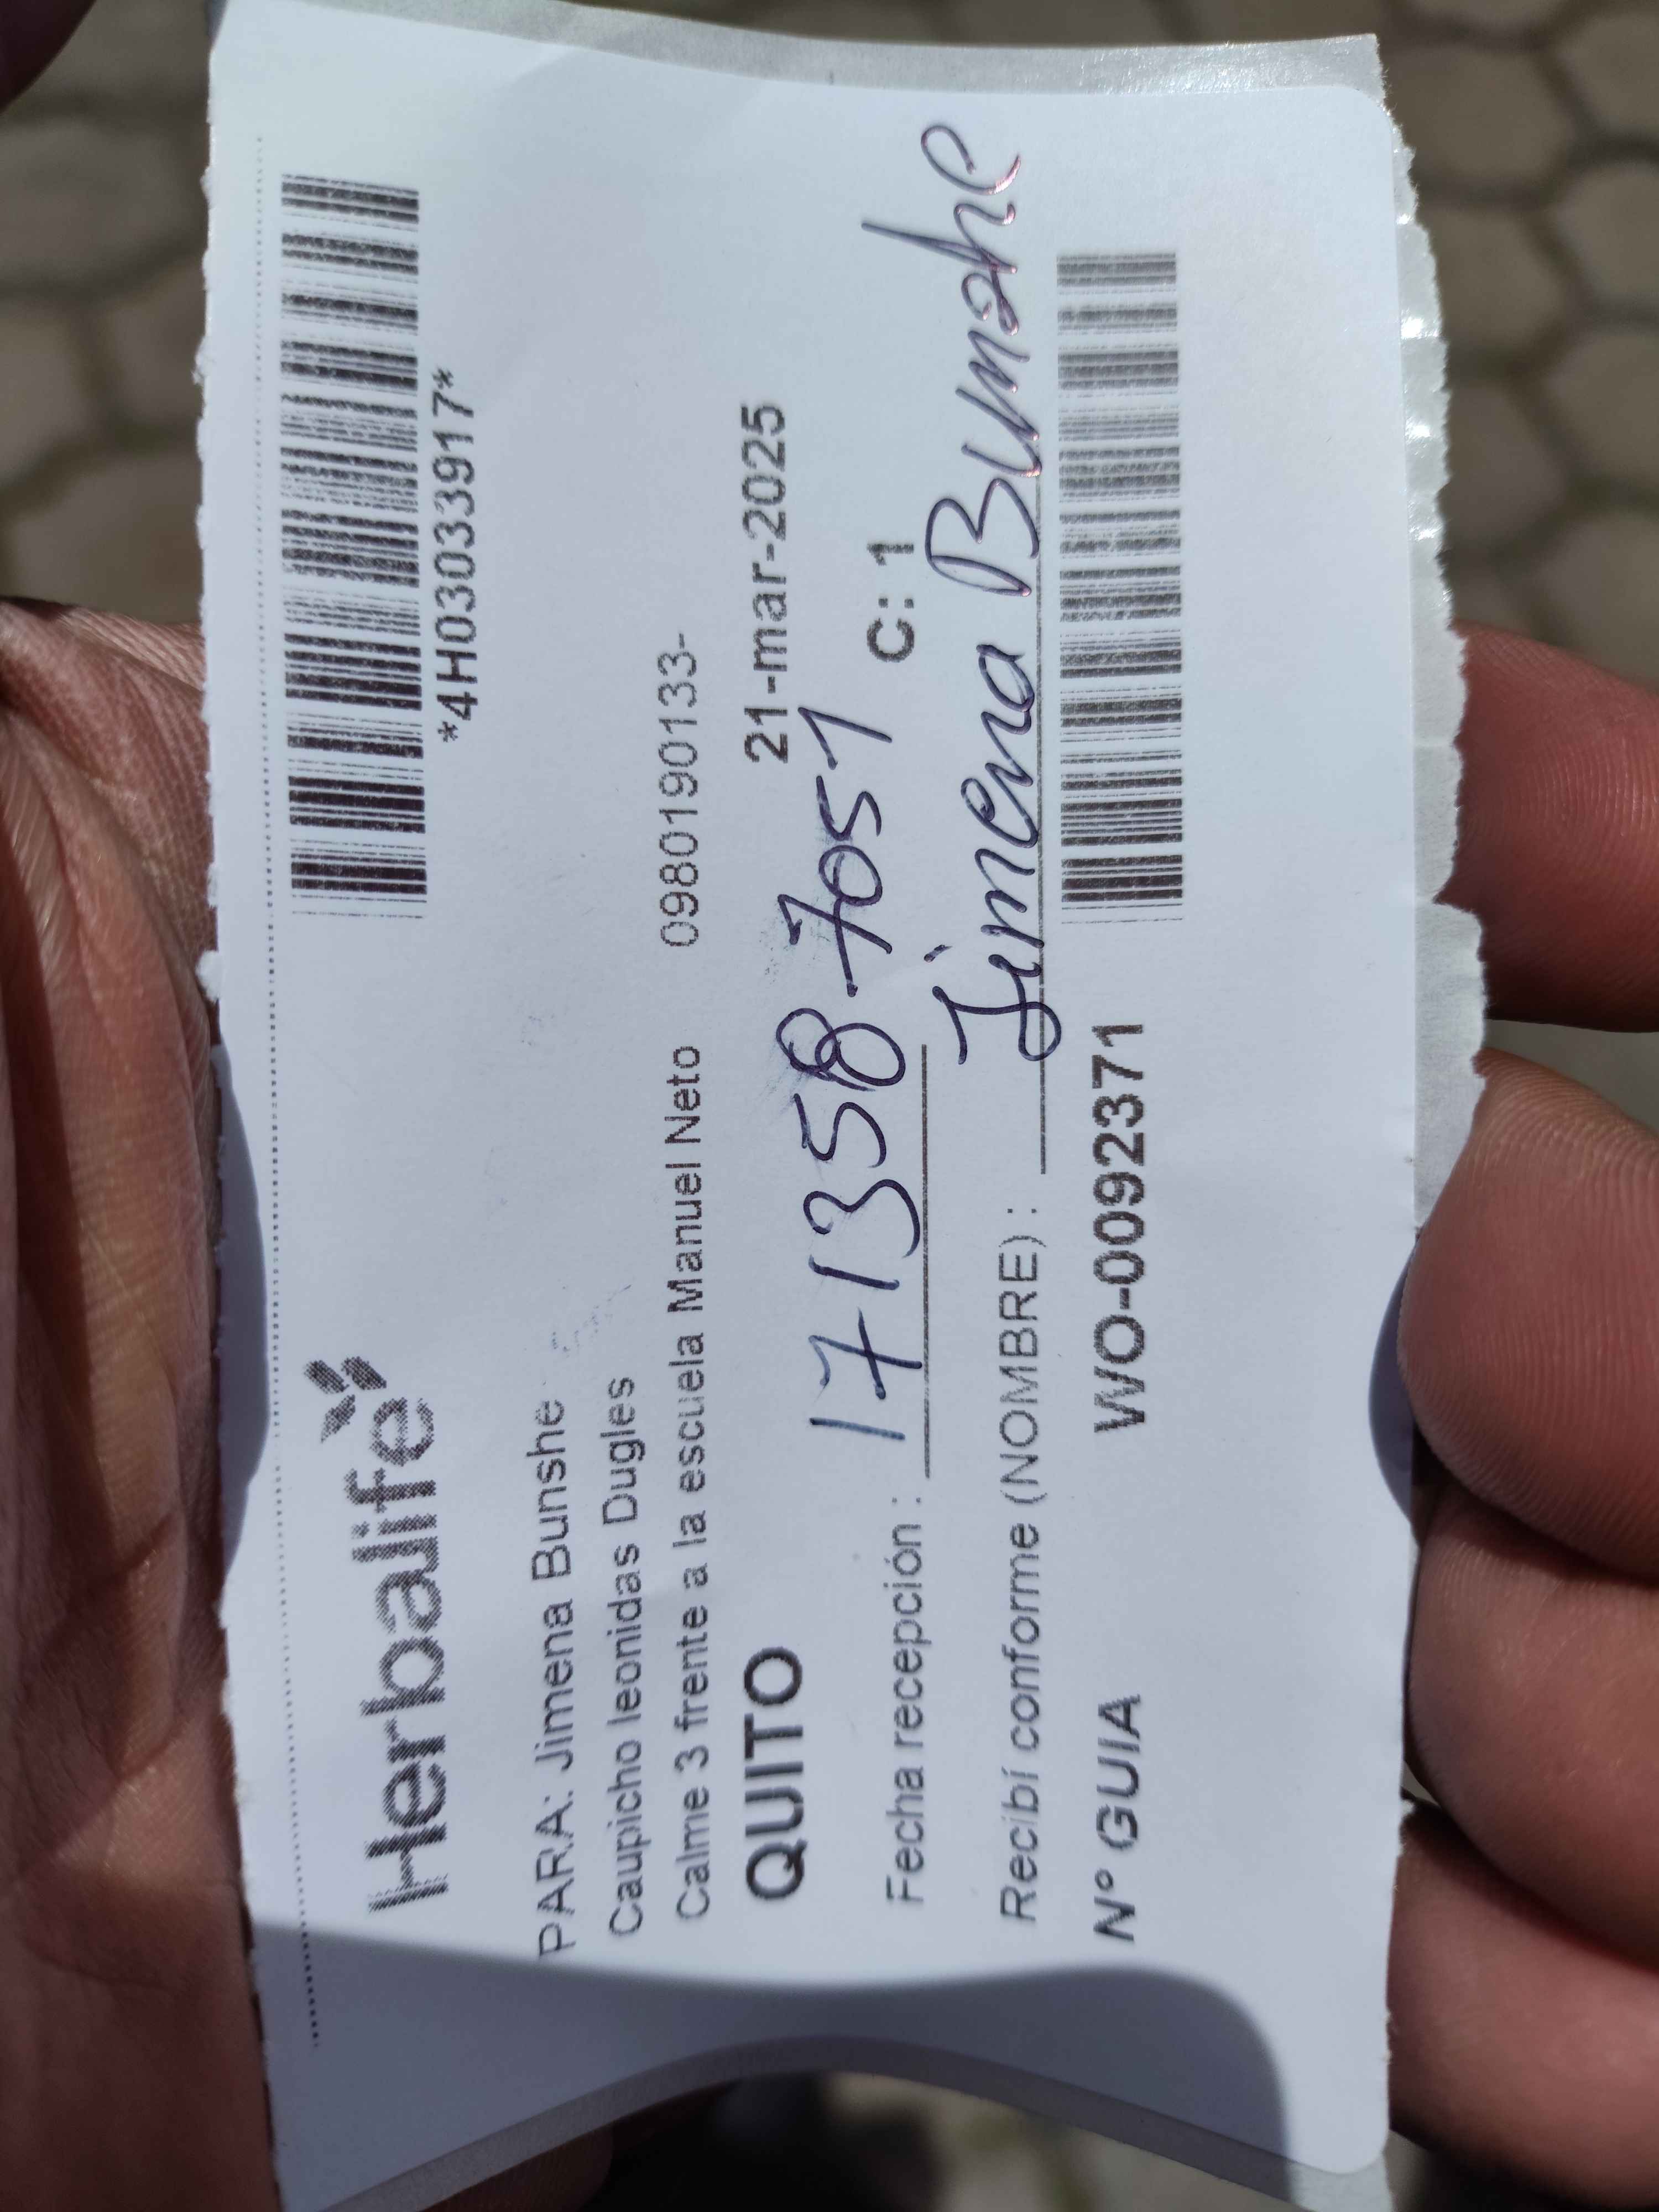 Herbalife
*4H03033917*
PARA: Jimena Bunshe
Caupicho leonidas Dugles
Calme 3 frente a la escuela Manuel Neto 0980190133-
QUITO 21-mar-2025
Fecha recepción : 1713587051 C: 1
Recibí conforme (NOMBRE) : Jimena Bunshe
Nº GUIA WO-0092371